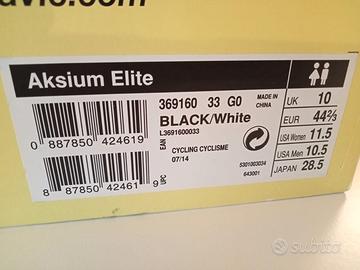 avic.com
Aksium Elite
369160 33 G0
MADE IN
CHINA
BLACK/White
L3691600033
EAN
0 887850 424619
CYCLING CYCLISME
07/14
5301003034
643001
8 87850 42461 9
UPC
UK 10
EUR 44⅔
USA Women 11.5
USA Men 10.5
JAPAN 28.5
subito